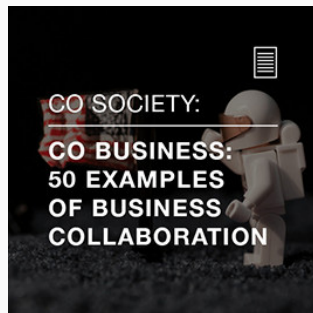 CO SOCIETY:
CO BUSINESS:
50 EXAMPLES
OF BUSINESS
COLLABORATION